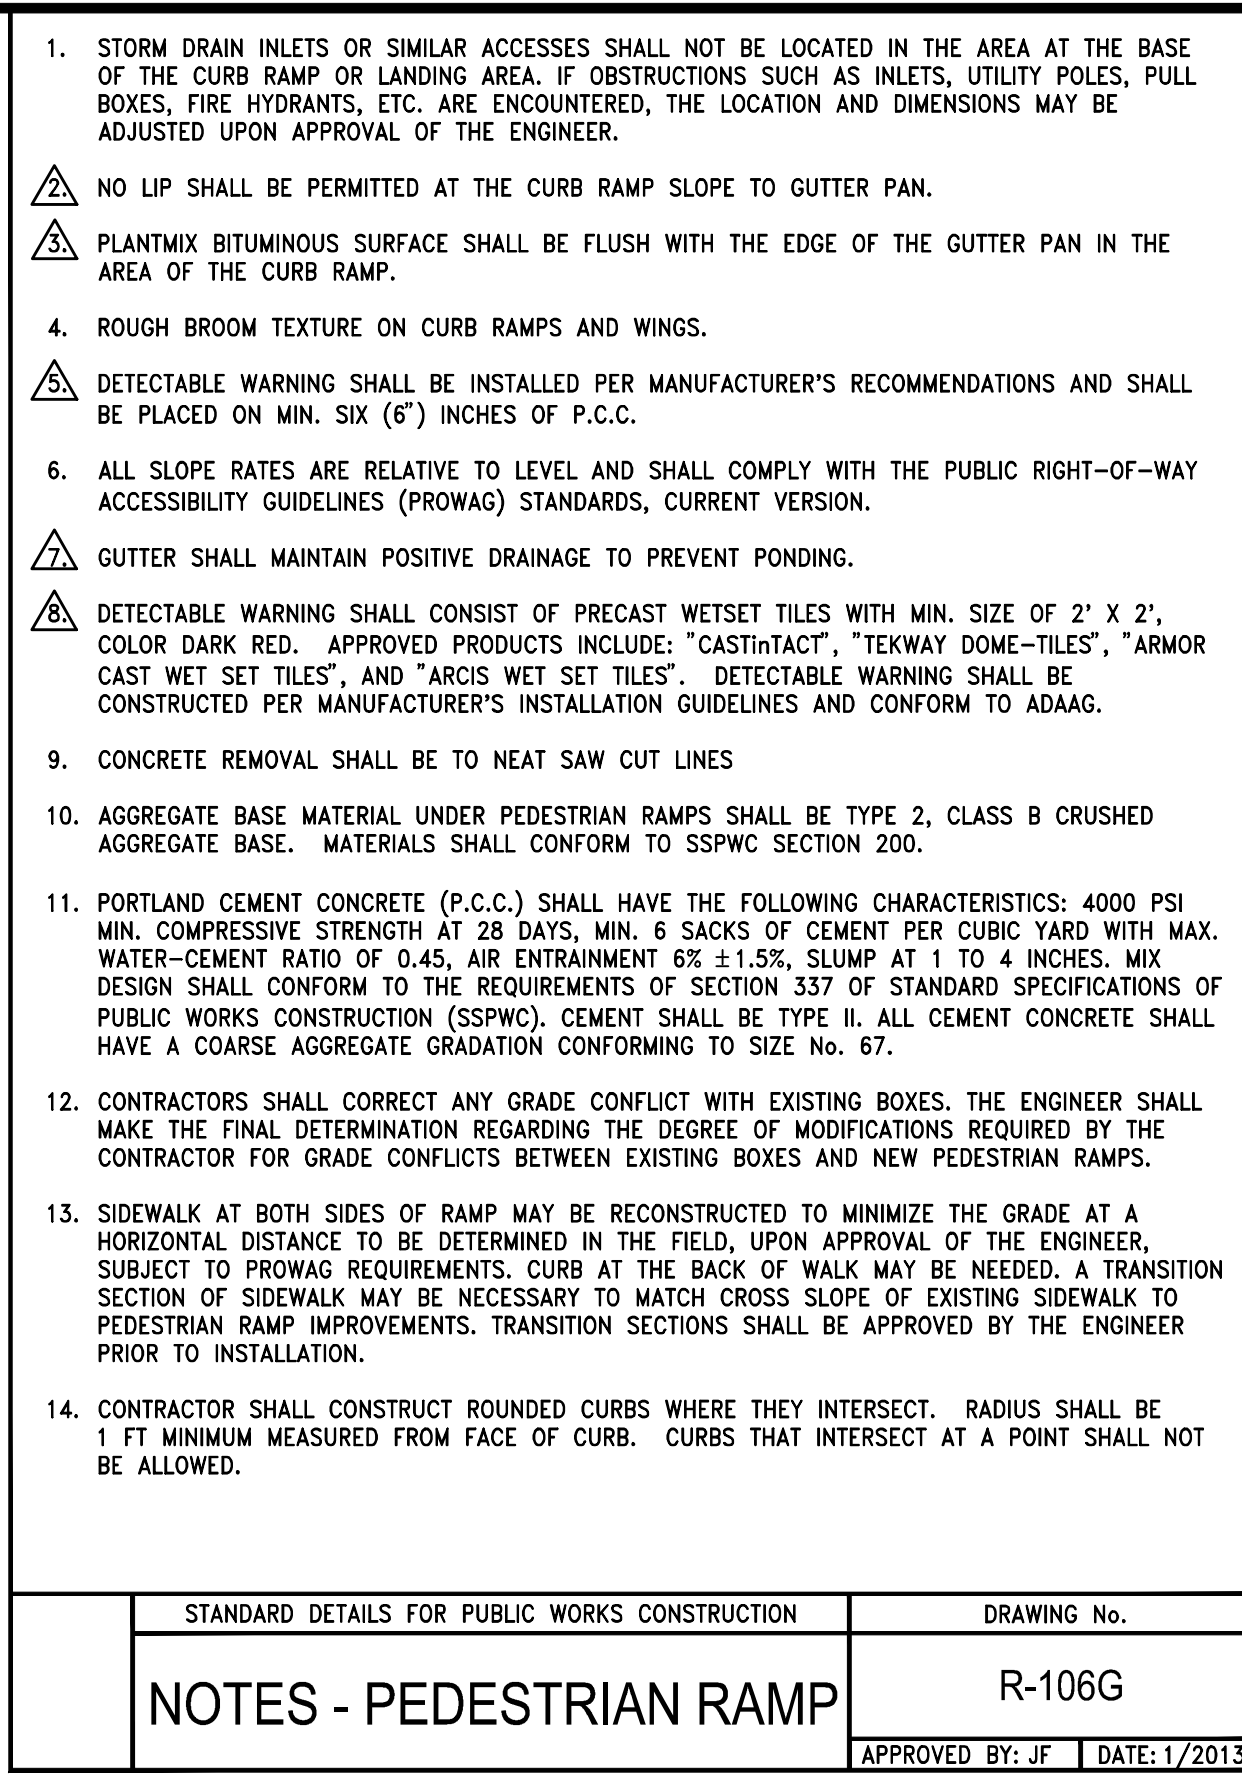 1. STORM DRAIN INLETS OR SIMILAR ACCESSES SHALL NOT BE LOCATED IN THE AREA AT THE BASE
OF THE CURB RAMP OR LANDING AREA. IF OBSTRUCTIONS SUCH AS INLETS, UTILITY POLES, PULL
BOXES, FIRE HYDRANTS, ETC. ARE ENCOUNTERED, THE LOCATION AND DIMENSIONS MAY BE
ADJUSTED UPON APPROVAL OF THE ENGINEER.
2. NO LIP SHALL BE PERMITTED AT THE CURB RAMP SLOPE TO GUTTER PAN.
3. PLANTMIX BITUMINOUS SURFACE SHALL BE FLUSH WITH THE EDGE OF THE GUTTER PAN IN THE
AREA OF THE CURB RAMP.
4. ROUGH BROOM TEXTURE ON CURB RAMPS AND WINGS.
5. DETECTABLE WARNING SHALL BE INSTALLED PER MANUFACTURER'S RECOMMENDATIONS AND SHALL
BE PLACED ON MIN. SIX (6") INCHES OF P.C.C.
6. ALL SLOPE RATES ARE RELATIVE TO LEVEL AND SHALL COMPLY WITH THE PUBLIC RIGHT-OF-WAY
ACCESSIBILITY GUIDELINES (PROWAG) STANDARDS, CURRENT VERSION.
7. GUTTER SHALL MAINTAIN POSITIVE DRAINAGE TO PREVENT PONDING.
8. DETECTABLE WARNING SHALL CONSIST OF PRECAST WETSET TILES WITH MIN. SIZE OF 2' X 2',
COLOR DARK RED. APPROVED PRODUCTS INCLUDE: "CASTinTACT", "TEKWAY DOME-TILES", "ARMOR
CAST WET SET TILES", AND "ARCIS WET SET TILES". DETECTABLE WARNING SHALL BE
CONSTRUCTED PER MANUFACTURER'S INSTALLATION GUIDELINES AND CONFORM TO ADAAG.
9. CONCRETE REMOVAL SHALL BE TO NEAT SAW CUT LINES
10. AGGREGATE BASE MATERIAL UNDER PEDESTRIAN RAMPS SHALL BE TYPE 2, CLASS B CRUSHED
AGGREGATE BASE. MATERIALS SHALL CONFORM TO SSPWC SECTION 200.
11. PORTLAND CEMENT CONCRETE (P.C.C.) SHALL HAVE THE FOLLOWING CHARACTERISTICS: 4000 PSI
MIN. COMPRESSIVE STRENGTH AT 28 DAYS, MIN. 6 SACKS OF CEMENT PER CUBIC YARD WITH MAX.
WATER-CEMENT RATIO OF 0.45, AIR ENTRAINMENT 6% ±1.5%, SLUMP AT 1 TO 4 INCHES. MIX
DESIGN SHALL CONFORM TO THE REQUIREMENTS OF SECTION 337 OF STANDARD SPECIFICATIONS OF
PUBLIC WORKS CONSTRUCTION (SSPWC). CEMENT SHALL BE TYPE II. ALL CEMENT CONCRETE SHALL
HAVE A COARSE AGGREGATE GRADATION CONFORMING TO SIZE No. 67.
12. CONTRACTORS SHALL CORRECT ANY GRADE CONFLICT WITH EXISTING BOXES. THE ENGINEER SHALL
MAKE THE FINAL DETERMINATION REGARDING THE DEGREE OF MODIFICATIONS REQUIRED BY THE
CONTRACTOR FOR GRADE CONFLICTS BETWEEN EXISTING BOXES AND NEW PEDESTRIAN RAMPS.
13. SIDEWALK AT BOTH SIDES OF RAMP MAY BE RECONSTRUCTED TO MINIMIZE THE GRADE AT A
HORIZONTAL DISTANCE TO BE DETERMINED IN THE FIELD, UPON APPROVAL OF THE ENGINEER,
SUBJECT TO PROWAG REQUIREMENTS. CURB AT THE BACK OF WALK MAY BE NEEDED. A TRANSITION
SECTION OF SIDEWALK MAY BE NECESSARY TO MATCH CROSS SLOPE OF EXISTING SIDEWALK TO
PEDESTRIAN RAMP IMPROVEMENTS. TRANSITION SECTIONS SHALL BE APPROVED BY THE ENGINEER
PRIOR TO INSTALLATION.
14. CONTRACTOR SHALL CONSTRUCT ROUNDED CURBS WHERE THEY INTERSECT. RADIUS SHALL BE
1 FT MINIMUM MEASURED FROM FACE OF CURB. CURBS THAT INTERSECT AT A POINT SHALL NOT
BE ALLOWED.
STANDARD DETAILS FOR PUBLIC WORKS CONSTRUCTION
NOTES - PEDESTRIAN RAMP
DRAWING No.
R-106G
APPROVED BY: JF
DATE: 1/2013